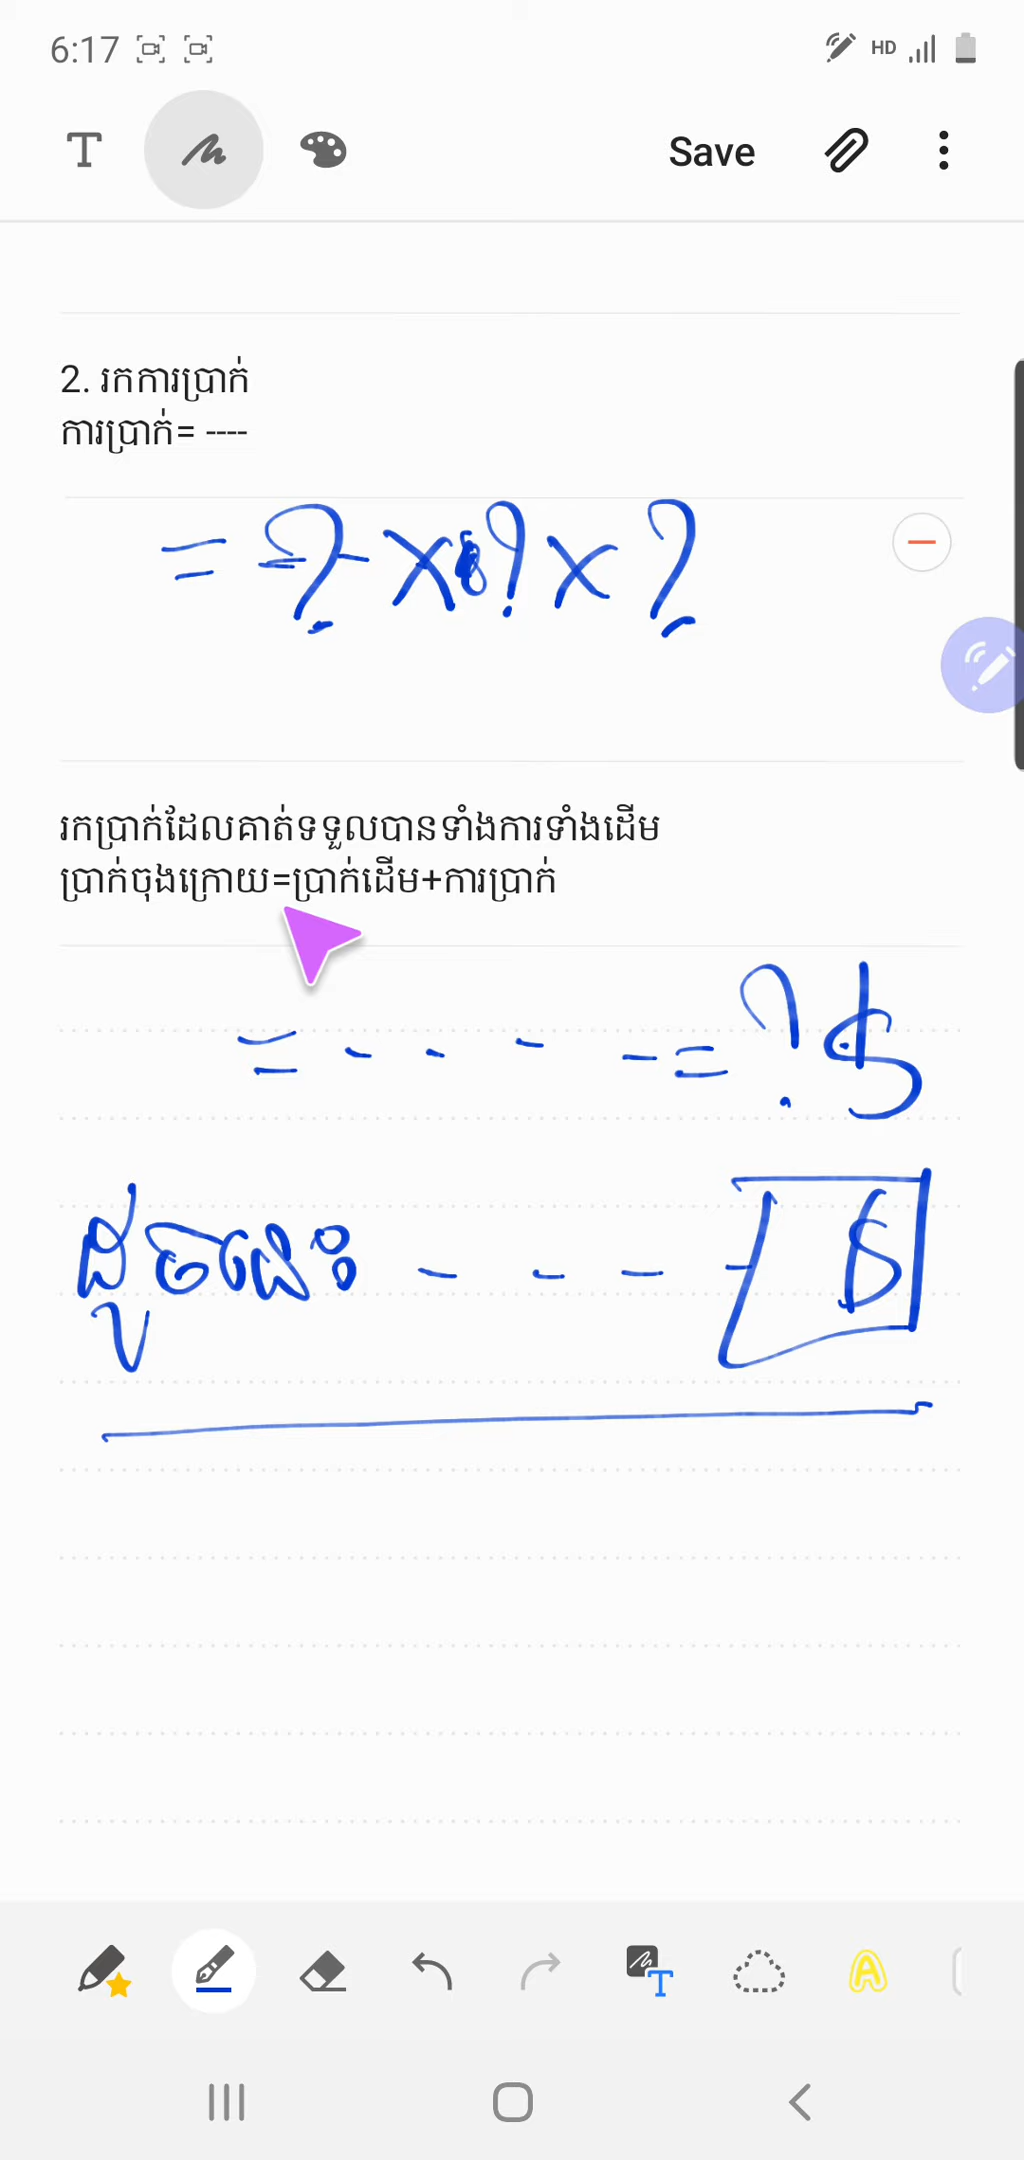 6:17 HD
T Save
2. រកការប្រាក់
ការប្រាក់= ----
= ? x ? x ?
រកប្រាក់ដែលគាត់ទទួលបានទាំងការទាំងដើម
ប្រាក់ចុងក្រោយ=ប្រាក់ដើម+ការប្រាក់
= - - - - = ? $
ដូចនេះ - - - - $
T A